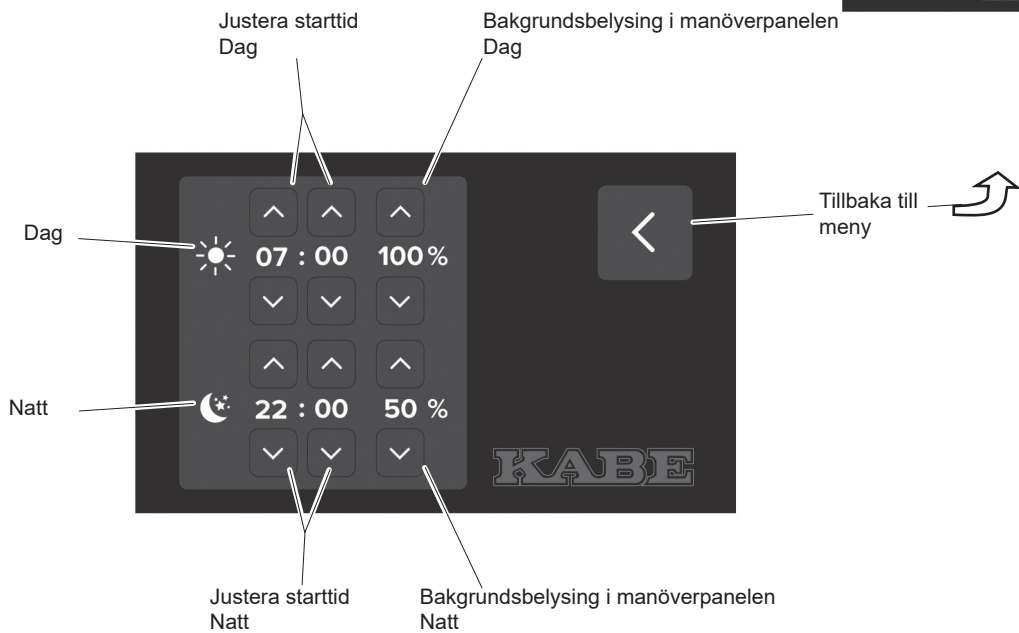 Justera starttid
Dag
Bakgrundsbelysing i manöverpanelen
Dag
Tillbaka till
meny
Dag
07 : 00 100 %
Natt
22 : 00 50 %
KABE
Justera starttid
Natt
Bakgrundsbelysing i manöverpanelen
Natt